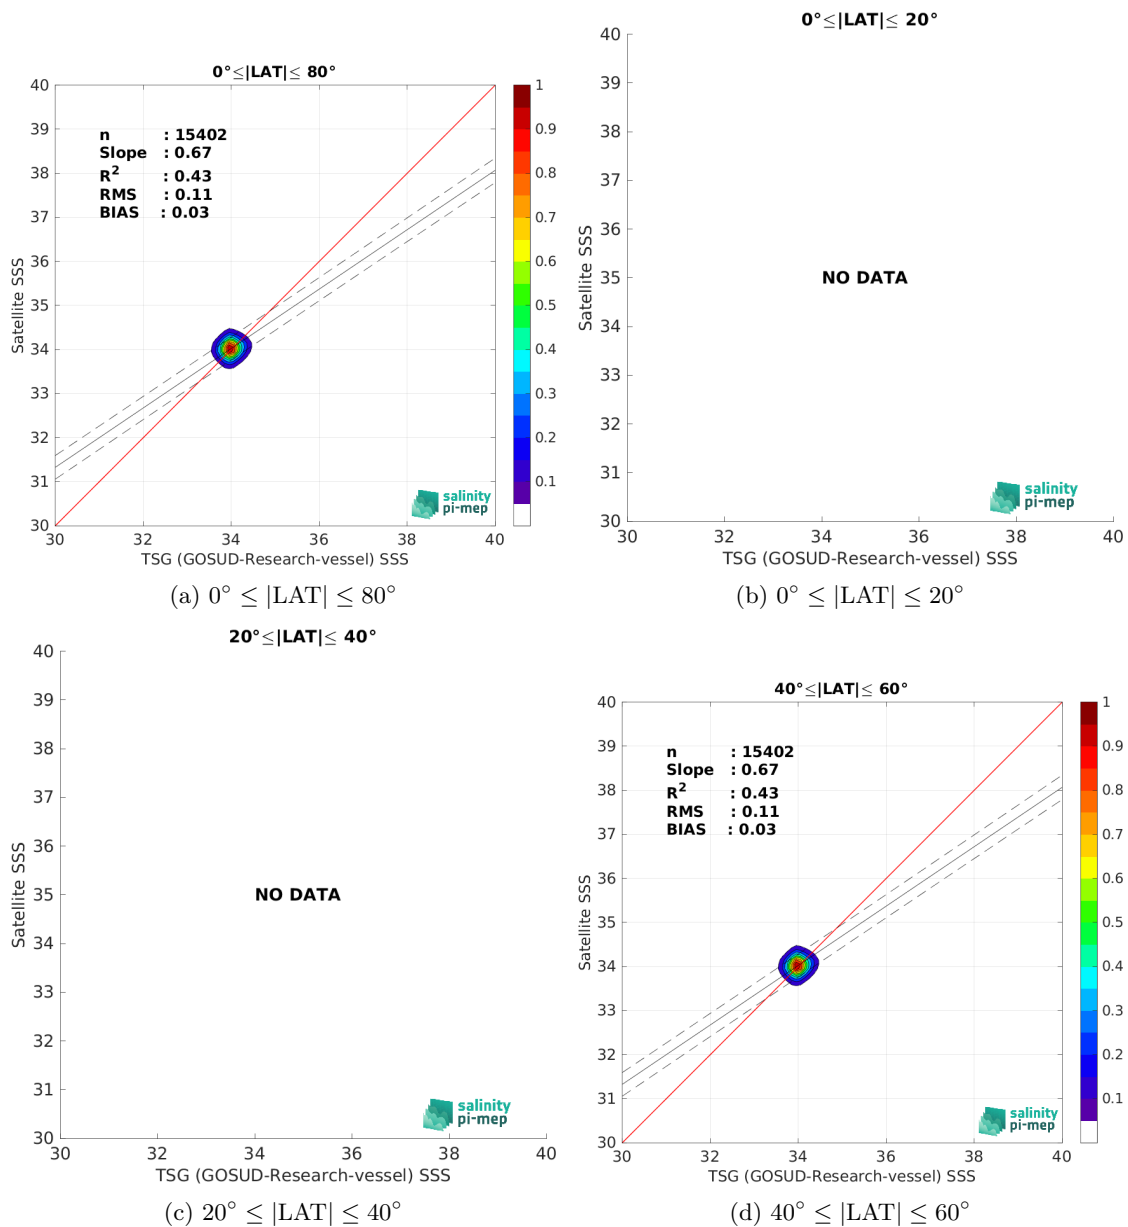 0°≤|LAT|≤ 80°
40
39
38
37
36
35
34
33
32
31
30
Satellite SSS
n : 15402
Slope : 0.67
R² : 0.43
RMS : 0.11
BIAS : 0.03
salinity
pi-mep
30 32 34 36 38 40
TSG (GOSUD-Research-vessel) SSS
1
0.9
0.8
0.7
0.6
0.5
0.4
0.3
0.2
0.1
(a) 0° ≤ |LAT| ≤ 80°
0°≤|LAT|≤ 20°
40
39
38
37
36
35
34
33
32
31
30
Satellite SSS
NO DATA
salinity
pi-mep
30 32 34 36 38 40
TSG (GOSUD-Research-vessel) SSS
(b) 0° ≤ |LAT| ≤ 20°
20°≤|LAT|≤ 40°
40
39
38
37
36
35
34
33
32
31
30
Satellite SSS
NO DATA
salinity
pi-mep
30 32 34 36 38 40
TSG (GOSUD-Research-vessel) SSS
(c) 20° ≤ |LAT| ≤ 40°
40°≤|LAT|≤ 60°
40
39
38
37
36
35
34
33
32
31
30
Satellite SSS
n : 15402
Slope : 0.67
R² : 0.43
RMS : 0.11
BIAS : 0.03
salinity
pi-mep
30 32 34 36 38 40
TSG (GOSUD-Research-vessel) SSS
1
0.9
0.8
0.7
0.6
0.5
0.4
0.3
0.2
0.1
(d) 40° ≤ |LAT| ≤ 60°